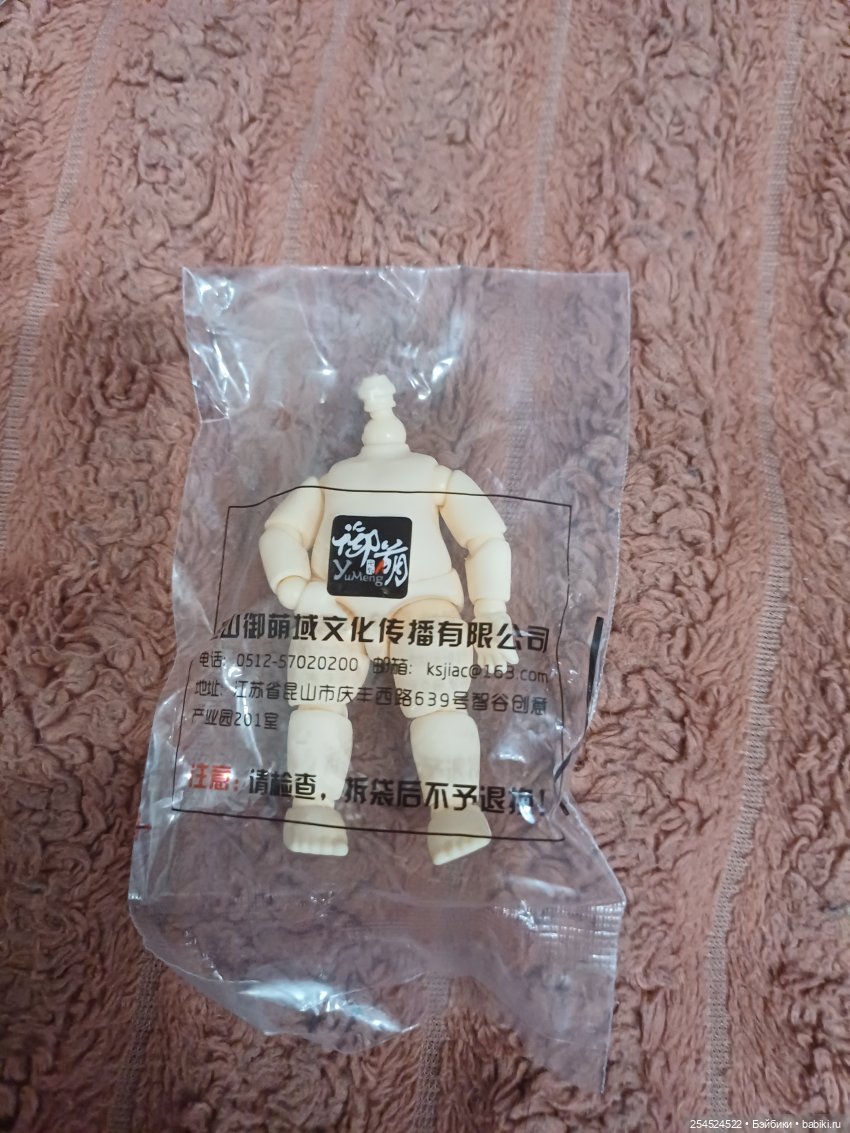 御萌
YuMeng
山御萌域文化传播有限公司
电话: 0512-57020200 邮箱: ksjiac@163.com
地址: 江苏省昆山市庆丰西路639号智谷创意
产业园201室
注意: 请检查，拆袋后不予退换!
254524522 • Бэйбики • babiki.ru